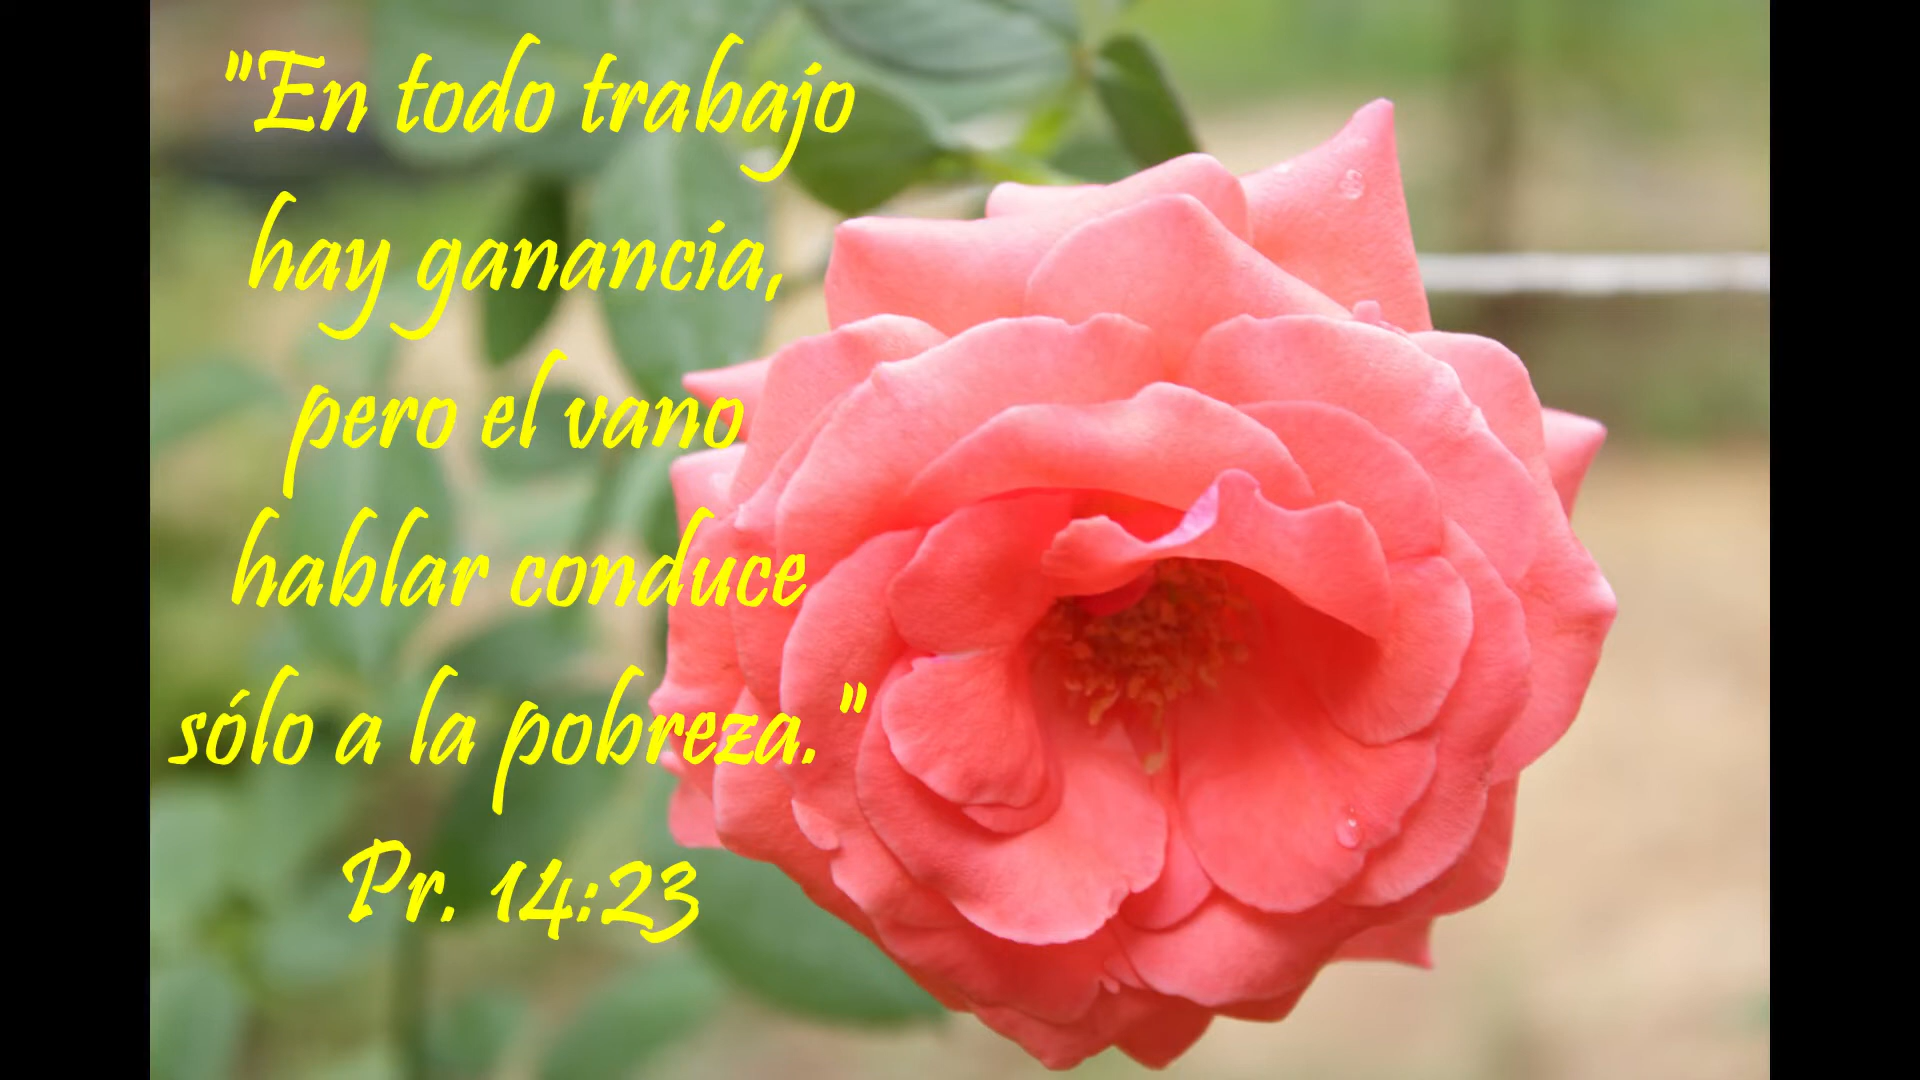 "En todo trabajo
hay ganancia,
pero el vano
hablar conduce
sólo a la pobreza."
Pr. 14:23